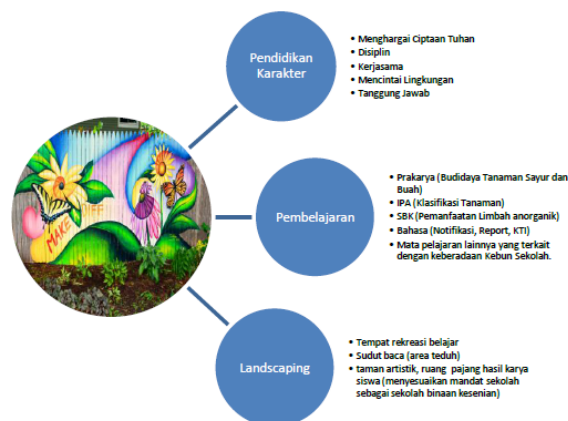 Pendidikan
Karakter
• Menghargai Ciptaan Tuhan
• Disiplin
• Kerjasama
• Mencintai Lingkungan
• Tanggung Jawab
DIFF
MAKE
Pembelajaran
• Prakarya (Budidaya Tanaman Sayur dan
Buah)
• IPA (Klasifikasi Tanaman)
• SBK (Pemanfaatan Limbah anorganik)
• Bahasa (Notifikasi, Report, KTI)
• Mata pelajaran lainnya yang terkait
dengan keberadaan Kebun Sekolah.
Landscaping
• Tempat rekreasi belajar
• Sudut baca (area teduh)
• taman artistik, ruang pajang hasil karya
siswa (menyesuaikan mandat sekolah
sebagai sekolah binaan kesenian)